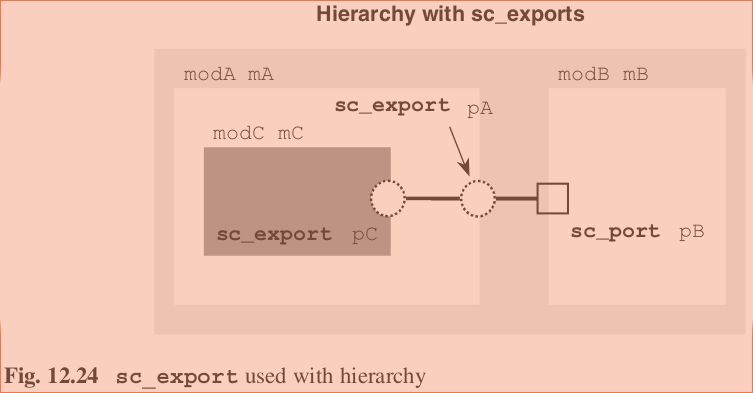 Hierarchy with sc_exports
modA mA
modB mB
sc_export pA
modC mC
sc_export pC
sc_port pB
Fig. 12.24 sc_export used with hierarchy